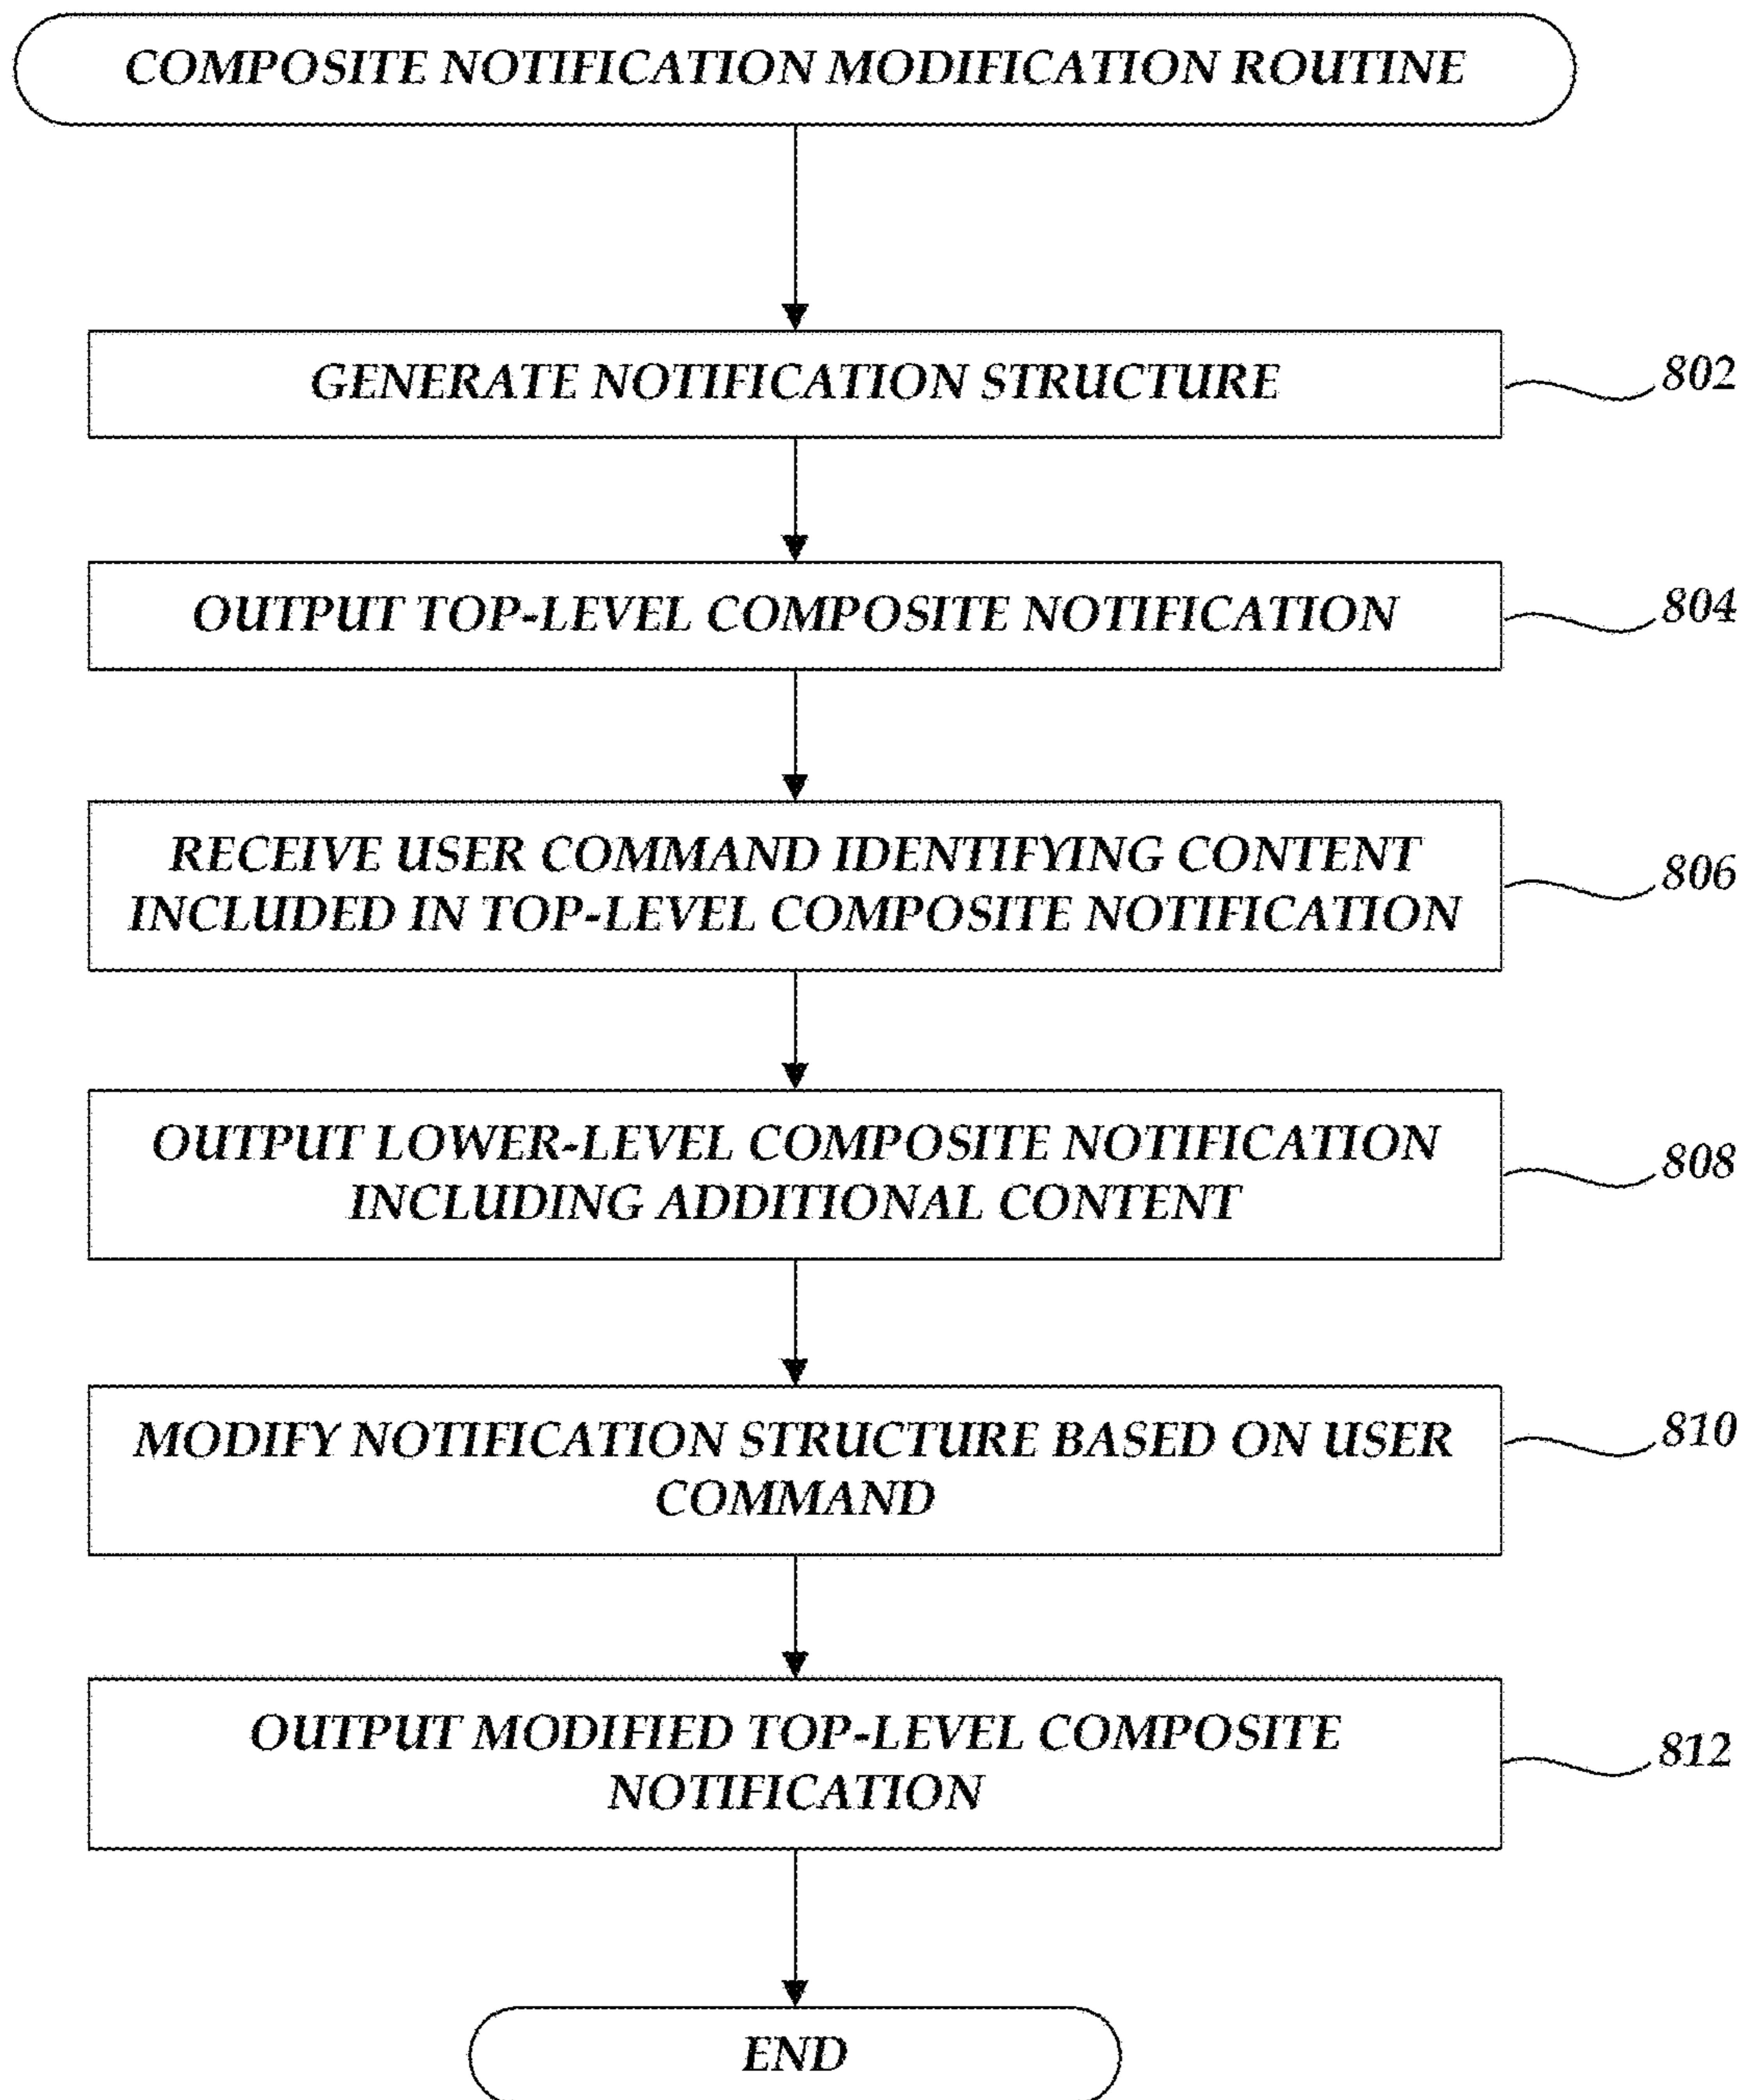 COMPOSITE NOTIFICATION MODIFICATION ROUTINE
GENERATE NOTIFICATION STRUCTURE
802
OUTPUT TOP-LEVEL COMPOSITE NOTIFICATION
804
RECEIVE USER COMMAND IDENTIFYING CONTENT
INCLUDED IN TOP-LEVEL COMPOSITE NOTIFICATION
806
OUTPUT LOWER-LEVEL COMPOSITE NOTIFICATION
INCLUDING ADDITIONAL CONTENT
808
MODIFY NOTIFICATION STRUCTURE BASED ON USER
COMMAND
810
OUTPUT MODIFIED TOP-LEVEL COMPOSITE
NOTIFICATION
812
END